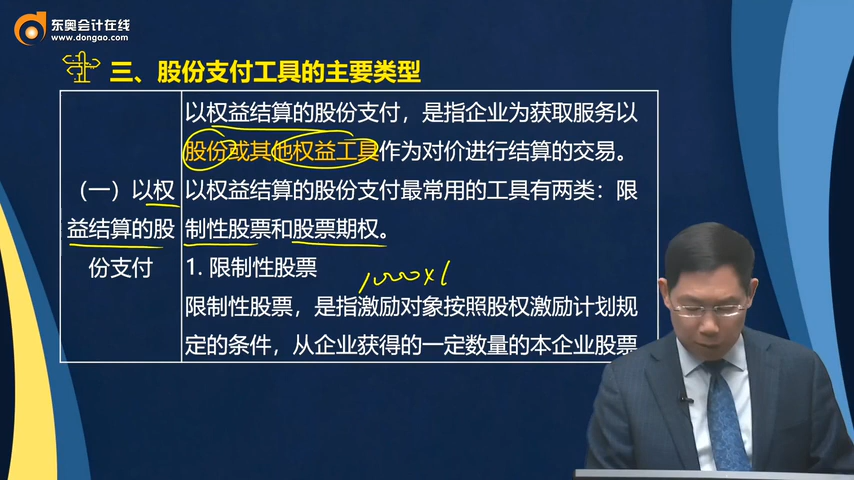 东奥会计在线
www.dongao.com
三、股份支付工具的主要类型
（一）以权
益结算的股
份支付
以权益结算的股份支付，是指企业为获取服务以
股份或其他权益工具作为对价进行结算的交易。
以权益结算的股份支付最常用的工具有两类：限
制性股票和股票期权。
1. 限制性股票
1000×1
限制性股票，是指激励对象按照股权激励计划规
定的条件，从企业获得的一定数量的本企业股票